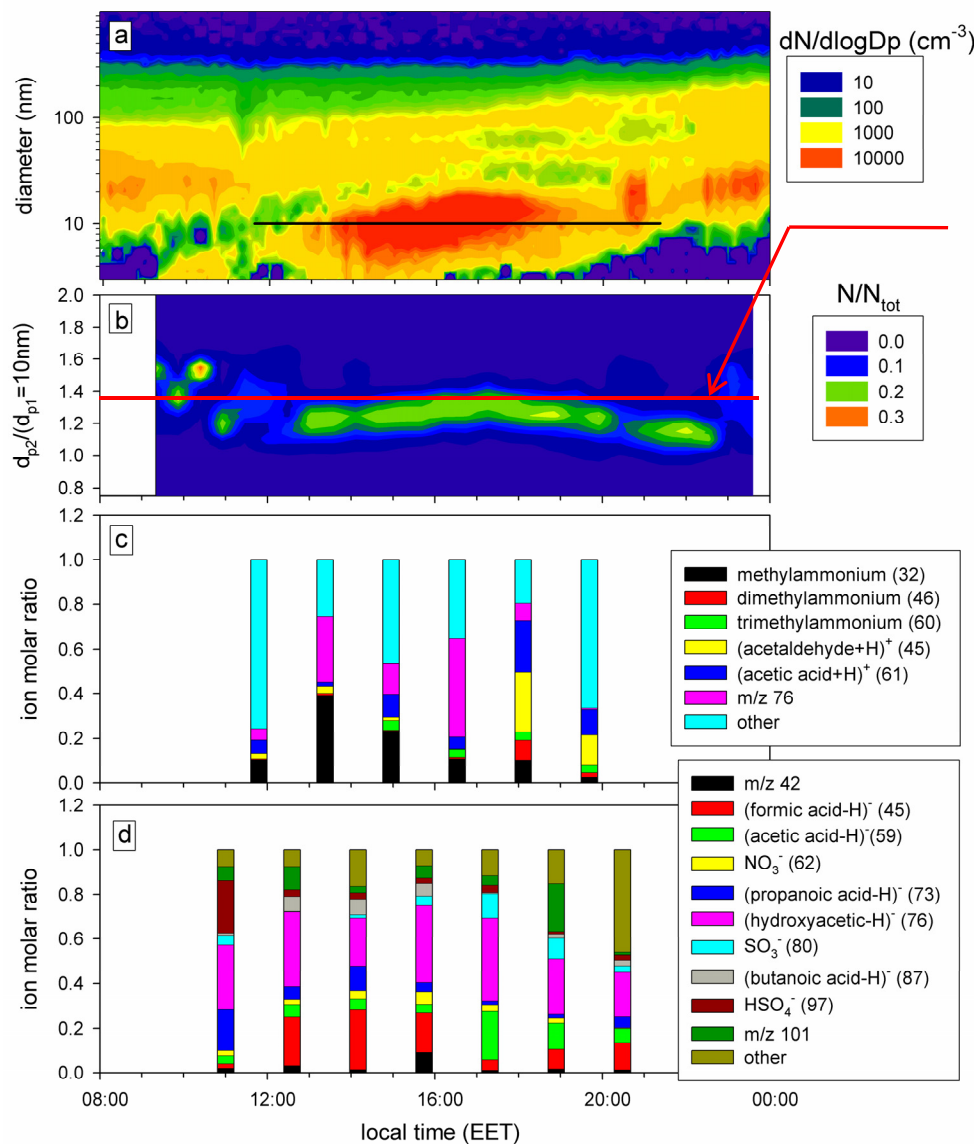 a
dN/dlogDp (cm-3)
10
100
1000
10000
diameter (nm)
100
10
b
2.0
1.8
1.6
1.4
1.2
1.0
0.8
dp2/(dp1=10nm)
N/Ntot
0.0
0.1
0.2
0.3
c
1.2
1.0
0.8
0.6
0.4
0.2
0.0
ion molar ratio
methylammonium (32)
dimethylammonium (46)
trimethylammonium (60)
(acetaldehyde+H)+ (45)
(acetic acid+H)+ (61)
m/z 76
other
d
1.2
1.0
0.8
0.6
0.4
0.2
0.0
ion molar ratio
m/z 42
(formic acid-H)- (45)
(acetic acid-H)-(59)
NO3- (62)
(propanoic acid-H)- (73)
(hydroxyacetic-H)- (76)
SO3- (80)
(butanoic acid-H)- (87)
HSO4- (97)
m/z 101
other
08:00 12:00 16:00 20:00 00:00
local time (EET)